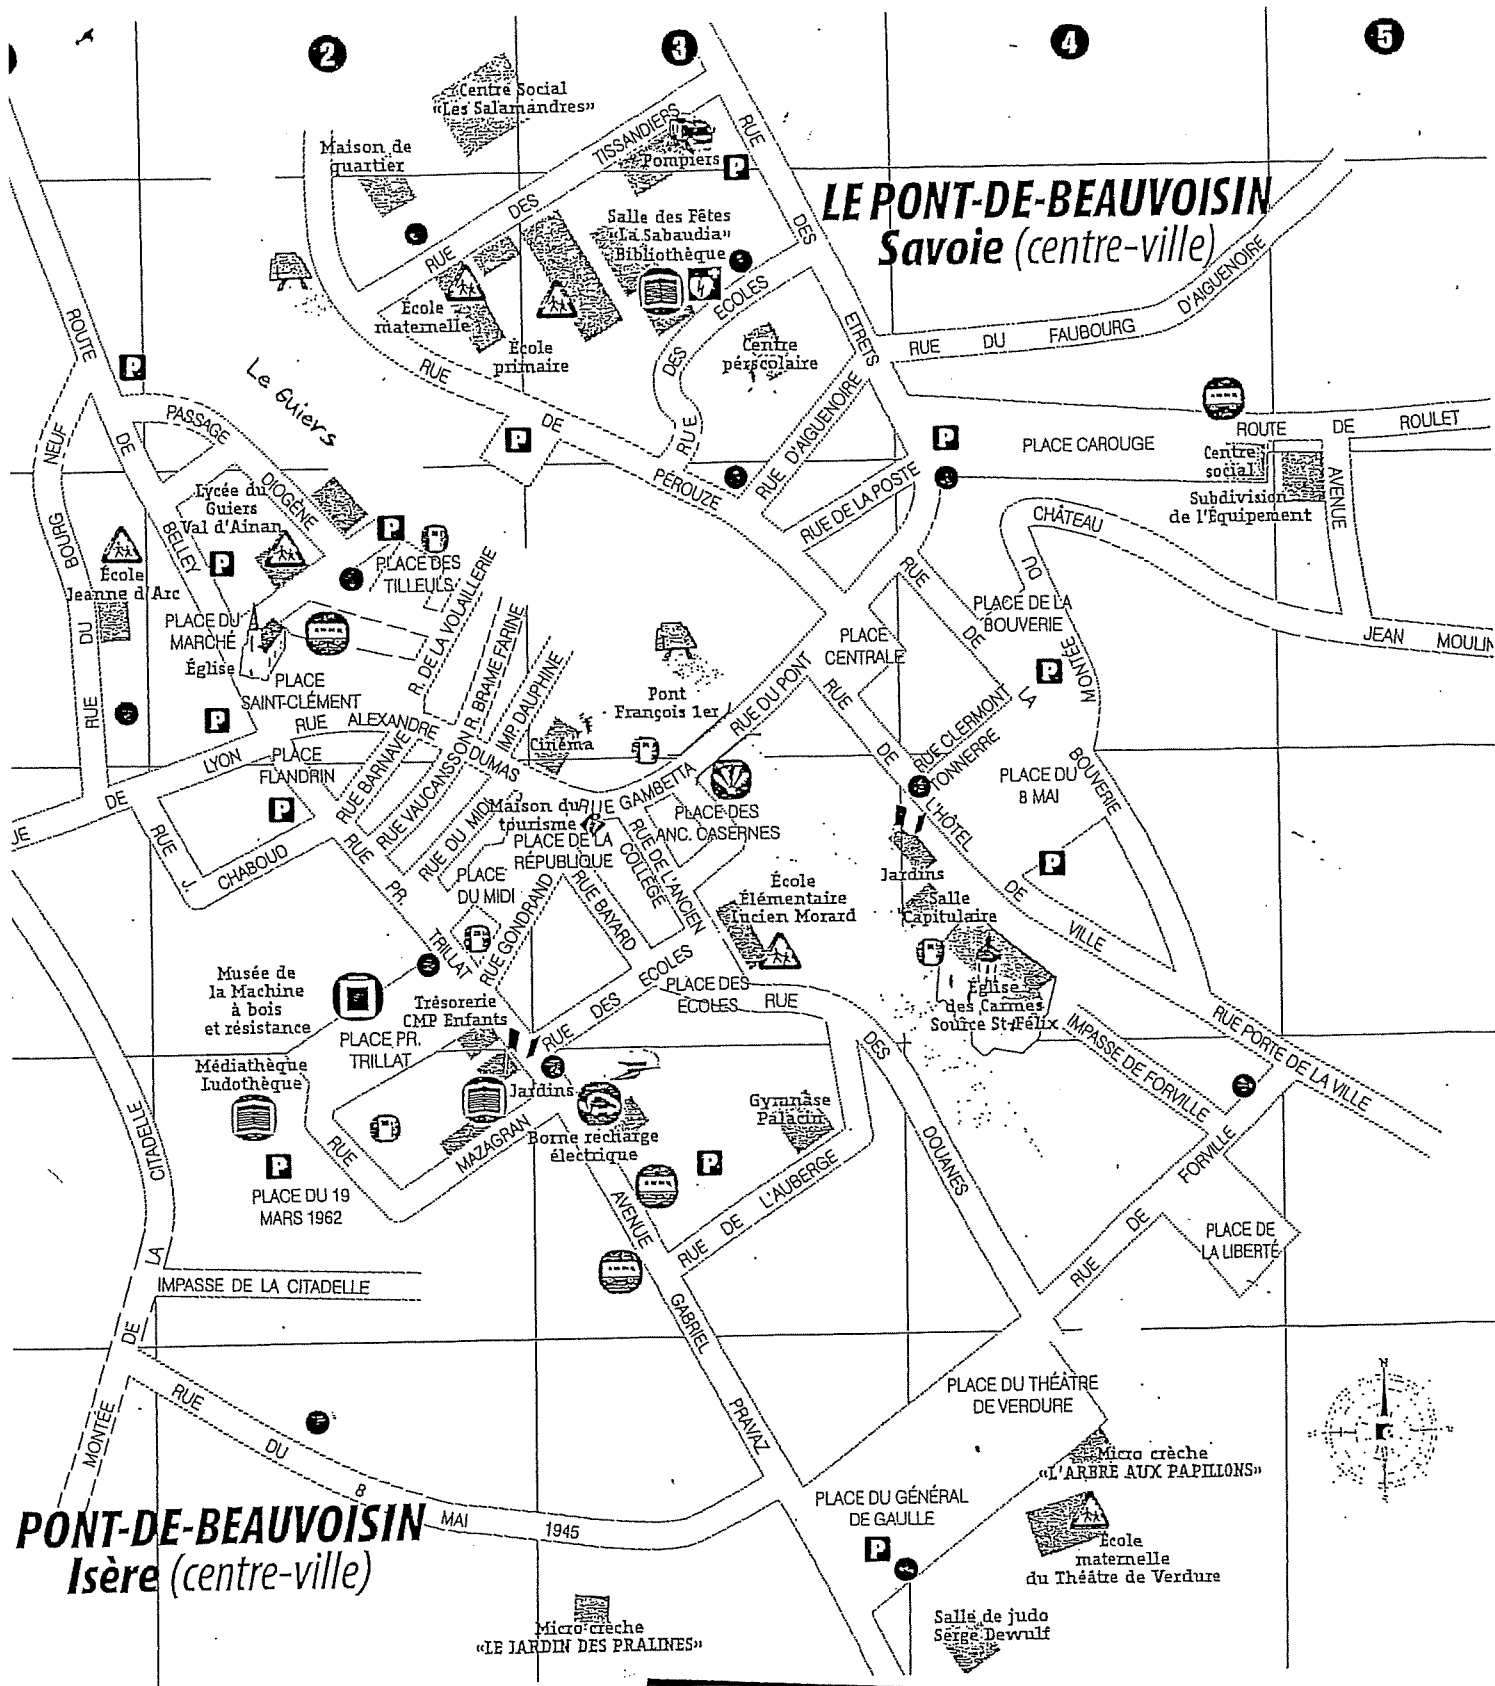 2
3
4
5
Centre Social
«Les Salamandres»
Maison de
quartier
RUE DES TISSANDIERS
Pompiers
P
RUE DES ETRETS
LE PONT-DE-BEAUVOISIN
Savoie (centre-ville)
Salle des Fêtes
«La Sabaudia»
Bibliothèque
École
maternelle
École
primaire
RUE DES ECOLES
Centre
périscolaire
RUE DU FAUBOURG D'AIGUENOIRE
ROUTE DE BELLEY
P
Le Guiers
PASSAGE DIOGÈNE
RUE DE PÉROUZE
P
RUE D'AIGUENOIRE
RUE DE LA POSTE
P
PLACE CAROUGE
ROUTE DE ROULET
Centre
social
Subdivision
de l'Équipement
AVENUE JEAN MOULIN
RUE DU BOURG NEUF
Lycée du
Guiers
Val d'Ainan
P
P
École
Jeanne d'Arc
PLACE DES
TILLEULS
MONTÉE DU CHÂTEAU
PLACE DU
MARCHÉ
Église
PLACE
SAINT-CLÉMENT
P
R. DE LA VOLAILLERIE
R. BRAME FARINE
IMP. DAUPHINE
RUE ALEXANDRE DUMAS
PLACE
CENTRALE
RUE DE LA BOUVERIE
PLACE DE LA
BOUVERIE
P
Pont
François 1er
RUE DU PONT
Cinéma
RUE CLERMONT
TONNERRE
DE LYON
PLACE
FLANDRIN
P
RUE BARNAVE
RUE VAUCANSSON
RUE DU MIDI
RUE GAMBETTA
Maison du
tourisme
PLACE DES
ANC. CASERNES
PLACE DU
8 MAI
P
RUE J. CHABOUD
RUE PR. TRILLAT
PLACE DE LA
RÉPUBLIQUE
PLACE
DU MIDI
RUE GONDRAND
RUE BAYARD
RUE DE L'ANCIEN
COLLÈGE
École
Élémentaire
Lucien Morard
Jardins
RUE DE L'HÔTEL DE VILLE
Salle
Capitulaire
Musée de
la Machine
à bois
et résistance
Trésorerie
CMP Enfants
RUE DES ECOLES
PLACE DES
ECOLES
RUE DES DOUANES
Église
des Carmes
Source St-Félix
IMPASSE DE FORVILLE
RUE PORTE DE LA VILLE
PLACE PR.
TRILLAT
Médiathèque
Ludothèque
Jardins
Gymnase
Palacin
RUE MAZAGRAN
Borne recharge
électrique
P
P
PLACE DU 19
MARS 1962
RUE DE L'AUBERGE
RUE DE FORVILLE
PLACE DE
LA LIBERTÉ
MONTÉE DE LA CITADELLE
IMPASSE DE LA CITADELLE
AVENUE GABRIEL PRAVAZ
RUE DU 8 MAI 1945
PLACE DU THÉÂTRE
DE VERDURE
N
Micro crèche
«L'ARBRE AUX PAPILLONS»
PLACE DU GÉNÉRAL
DE GAULLE
P
École
maternelle
du Théâtre de Verdure
PONT-DE-BEAUVOISIN
Isère (centre-ville)
Micro crèche
«LE JARDIN DES PRALINES»
Salle de judo
Serge Dewulf